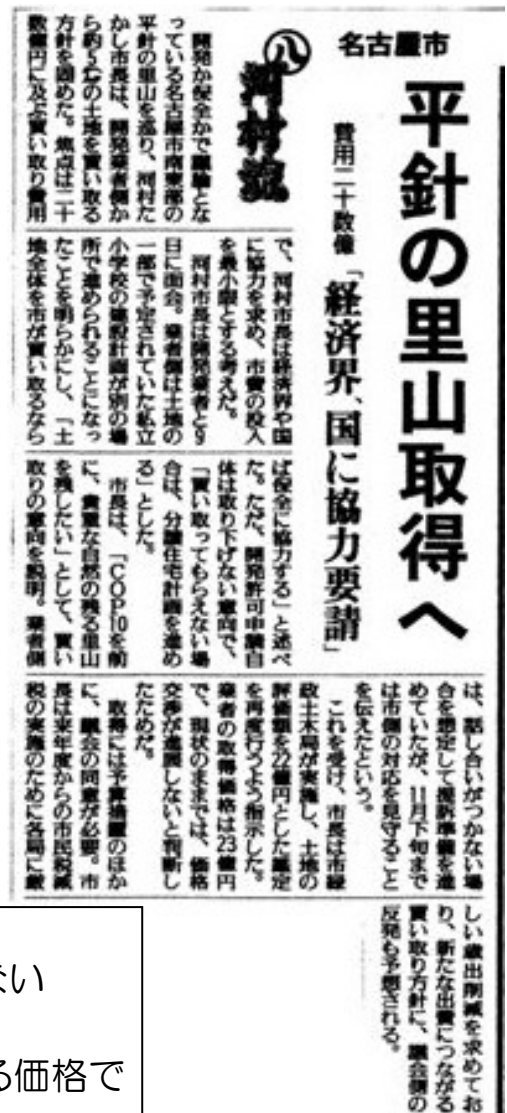 名古屋市
平針の里山取得へ
費用二十数億
「経済界、国に協力要請」
㊇
河村流
開発か保全かで議論とな
っている名古屋市南東部の
平針の里山を巡り、河村た
かし市長は、開発業者側か
ら約5㌶の土地を買い取る
方針を固めた。焦点は二十
数億円に及ぶ買い取り費用
で、河村市長は経済界や国
に協力を求め、市費の投入
を最小限とする考えだ。
河村市長は開発業者と9
日に面会。業者側は土地の
一部で予定されていた私立
小学校の建設計画が別の場
所で進められることになっ
たことを明らかにし、「土
地全体を市が買い取るなら
ば保全に協力する」と述べ
た。ただ、開発許可申請自
体は取り下げない意向で、
「買い取ってもらえない場
合は、分譲住宅計画を進め
る」とした。
市長は、「COP10を前
に、貴重な自然の残る里山
を残したい」として、買い
取りの意向を説明。業者側
は、話し合いがつかない場
合を想定して提訴準備を進
めていたが、11月下旬まで
は市側の対応を見守ること
を伝えたという。
これを受け、市長は市緑
政土木局が実施し、土地の
評価額を22億円とした鑑定
を再度行うよう指示した。
業者の取得価格は23億円
で、現状のままでは、価格
交渉が進展しないと判断し
たためだ。
取得には予算措置のほか
に、議会の同意が必要。市
長は来年度からの市民税減
税の実施のために各局に厳
しい歳出削減を求めてお
り、新たな出費につながる
買い取り方針に、議会側の
反発も予想される。
ない
る価格で